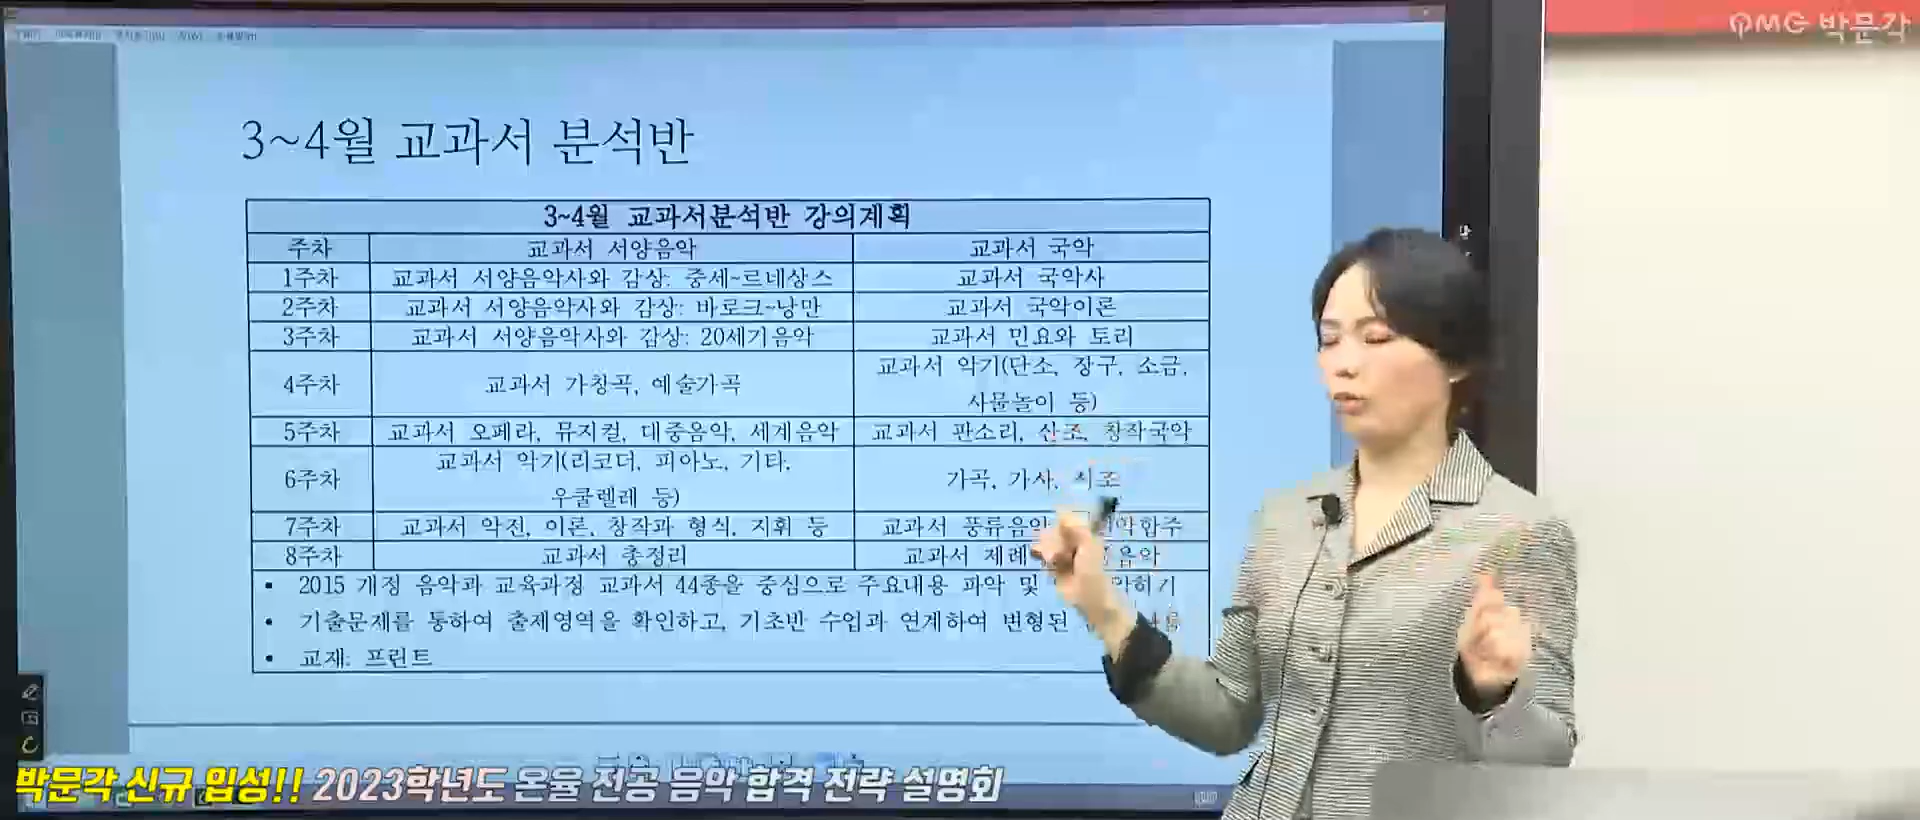 PMG 박문각
3~4월 교과서 분석반
3~4월 교과서분석반 강의계획
주차 교과서 서양음악 교과서 국악
1주차 교과서 서양음악사와 감상: 중세~르네상스 교과서 국악사
2주차 교과서 서양음악사와 감상: 바로크~낭만 교과서 국악이론
3주차 교과서 서양음악사와 감상: 20세기음악 교과서 민요와 토리
4주차 교과서 가창곡, 예술가곡 교과서 악기(단소, 장구, 소금,
사물놀이 등)
5주차 교과서 오페라, 뮤지컬, 대중음악, 세계음악 교과서 판소리, 산조, 창작국악
6주차 교과서 악기(리코더, 피아노, 기타, 가곡, 가사, 시조
우쿨렐레 등)
7주차 교과서 악전, 이론, 창작과 형식, 지휘 등 교과서 풍류음악
8주차 교과서 총정리 교과서 제례 음악
• 2015 개정 음악과 교육과정 교과서 44종을 중심으로 주요내용 파악 및
• 기출문제를 통하여 출제영역을 확인하고, 기초반 수업과 연계하여 변형된
• 교재: 프린트
박문각 신규 입성!! 2023학년도 온율 전공 음악 합격 전략 설명회